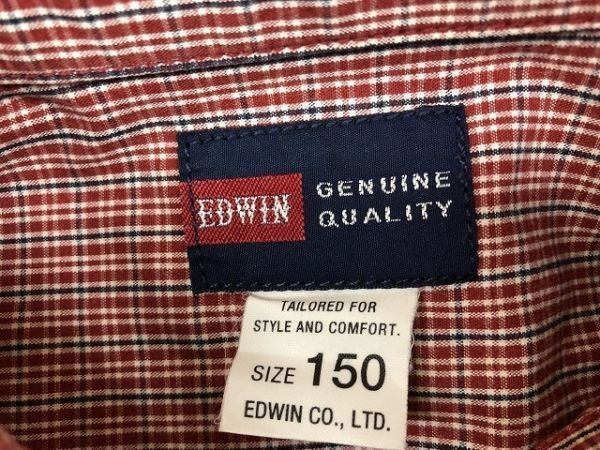 EDWIN
GENUINE
QUALITY
TAILORED FOR
STYLE AND COMFORT.
SIZE 150
EDWIN CO., LTD.